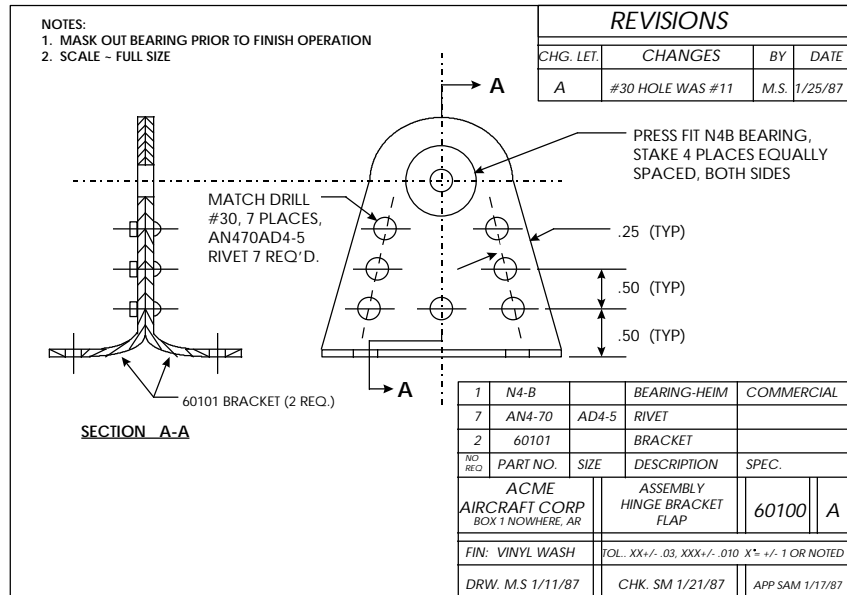 NOTES:
1. MASK OUT BEARING PRIOR TO FINISH OPERATION
2. SCALE ~ FULL SIZE
REVISIONS
CHG. LET. CHANGES BY DATE
A #30 HOLE WAS #11 M.S. 1/25/87
A
PRESS FIT N4B BEARING,
STAKE 4 PLACES EQUALLY
SPACED, BOTH SIDES
MATCH DRILL
#30, 7 PLACES,
AN470AD4-5
RIVET 7 REQ'D.
.25 (TYP)
.50 (TYP)
.50 (TYP)
A
60101 BRACKET (2 REQ.)
SECTION A-A
1 N4-B BEARING-HEIM COMMERCIAL
7 AN4-70 AD4-5 RIVET
2 60101 BRACKET
NO
REQ PART NO. SIZE DESCRIPTION SPEC.
ACME
AIRCRAFT CORP
BOX 1 NOWHERE, AR
ASSEMBLY
HINGE BRACKET
FLAP
60100 A
FIN: VINYL WASH TOL.. XX+/- .03, XXX+/- .010 X°= +/- 1 OR NOTED
DRW. M.S 1/11/87 CHK. SM 1/21/87 APP SAM 1/17/87